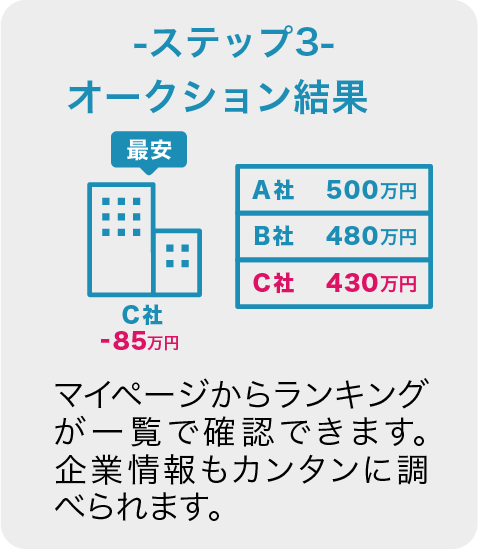 -ステップ3-
オークション結果
最安
A社 500万円
B社 480万円
C社 430万円
C社
-85万円
マイページからランキング
が一覧で確認できます。
企業情報もカンタンに調
べられます。